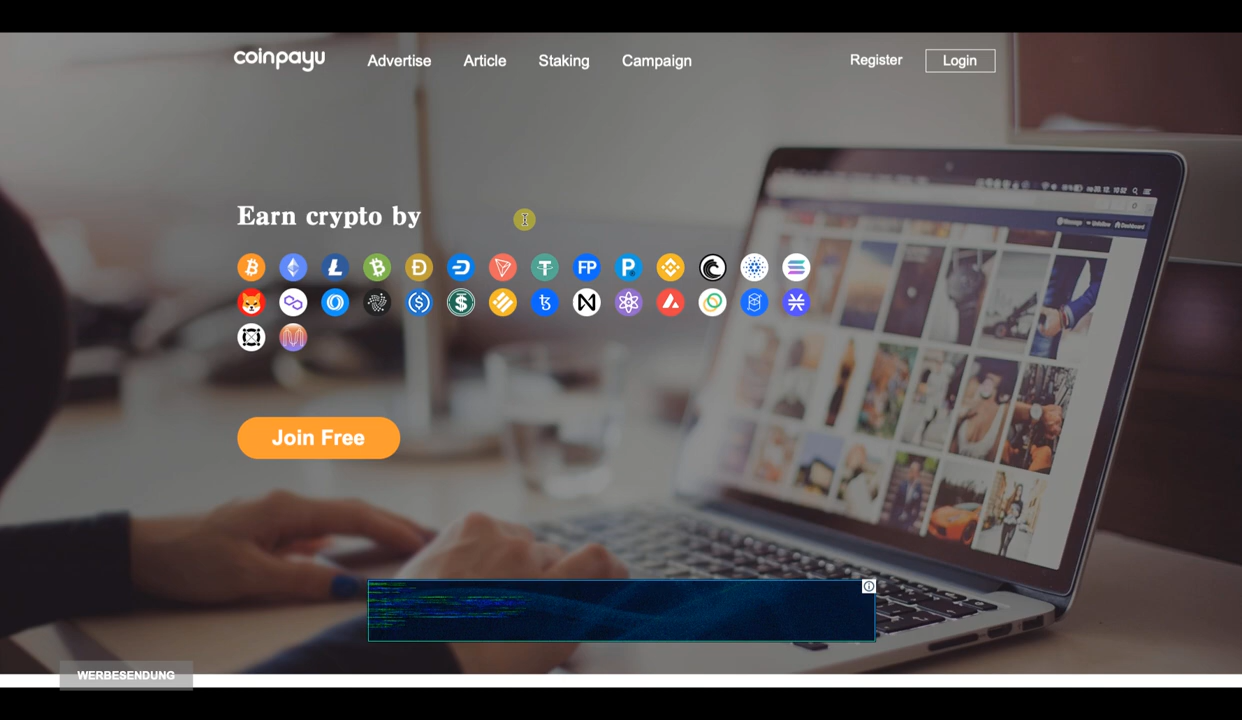 coinpayu
Advertise
Article
Staking
Campaign
Register
Login
Earn crypto by
FP
Join Free
WERBESENDUNG